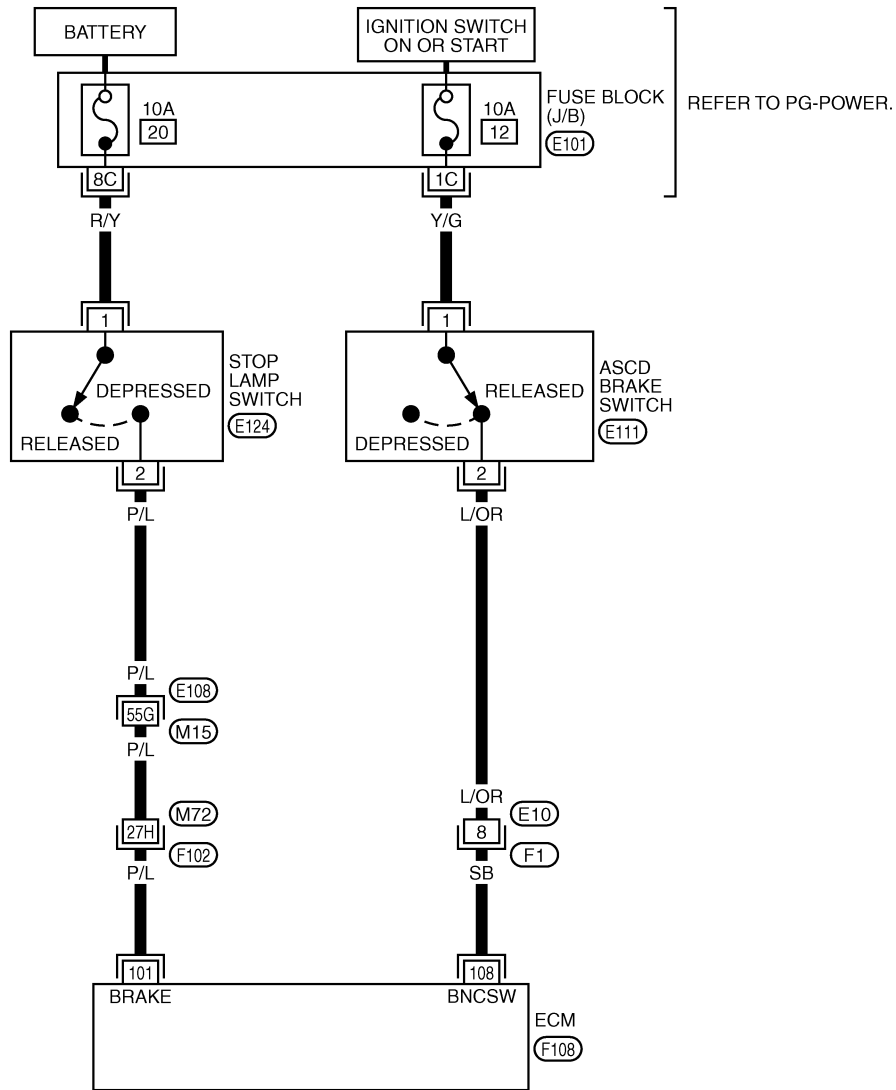 BATTERY
IGNITION SWITCH
ON OR START
10A
20
10A
12
FUSE BLOCK
(J/B)
E101
REFER TO PG-POWER.
8C
1C
R/Y
Y/G
1
1
DEPRESSED
RELEASED
STOP
LAMP
SWITCH
E124
RELEASED
DEPRESSED
ASCD
BRAKE
SWITCH
E111
2
2
P/L
L/OR
P/L
E108
55G
M15
P/L
L/OR
M72
E10
27H
8
F102
F1
P/L
SB
101
108
BRAKE
BNCSW
ECM
F108